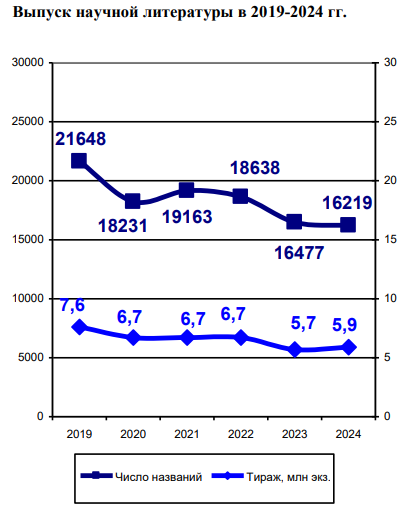 Выпуск научной литературы в 2019-2024 гг.
30000 30
25000 25
21648
18638
20000 20
18231 19163 16219
16477
15000 15
10000 10
7,6 6,7 6,7 6,7 5,7 5,9
5000 5
0 0
2019 2020 2021 2022 2023 2024
Число названий Тираж, млн экз.